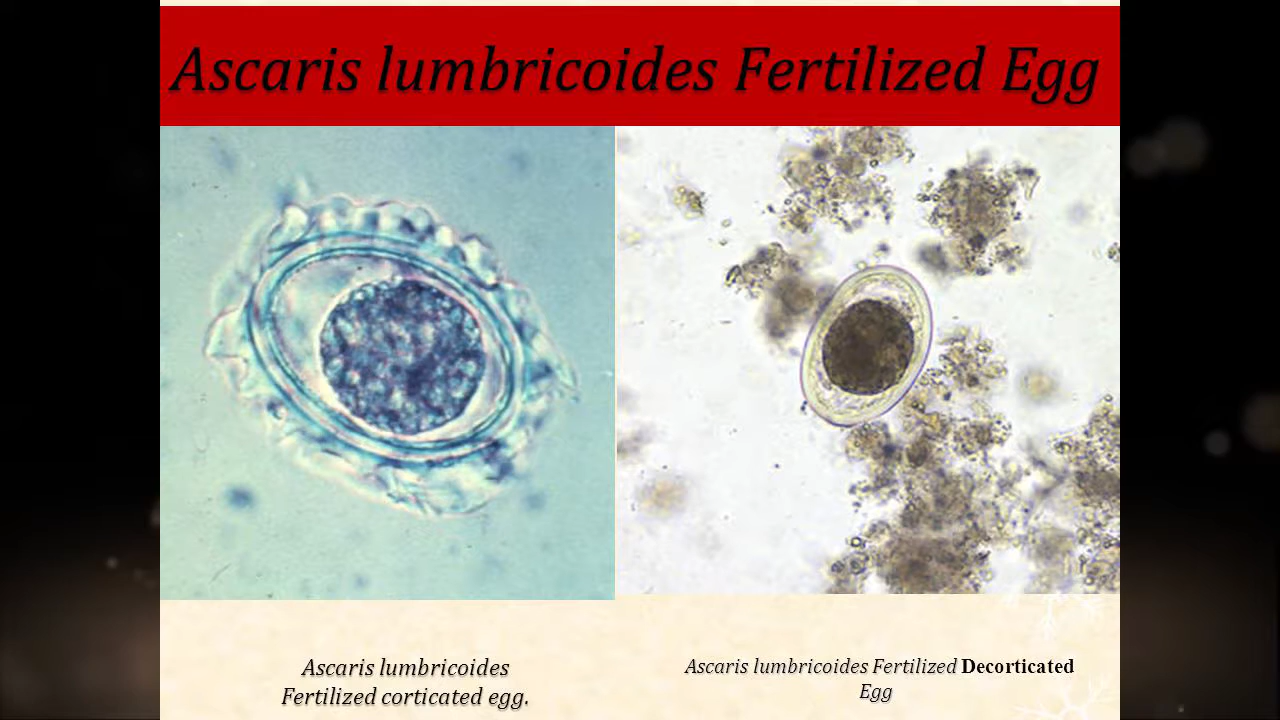 Ascaris lumbricoides Fertilized Egg
Ascaris lumbricoides
Fertilized corticated egg.
Ascaris lumbricoides Fertilized Decorticated
Egg